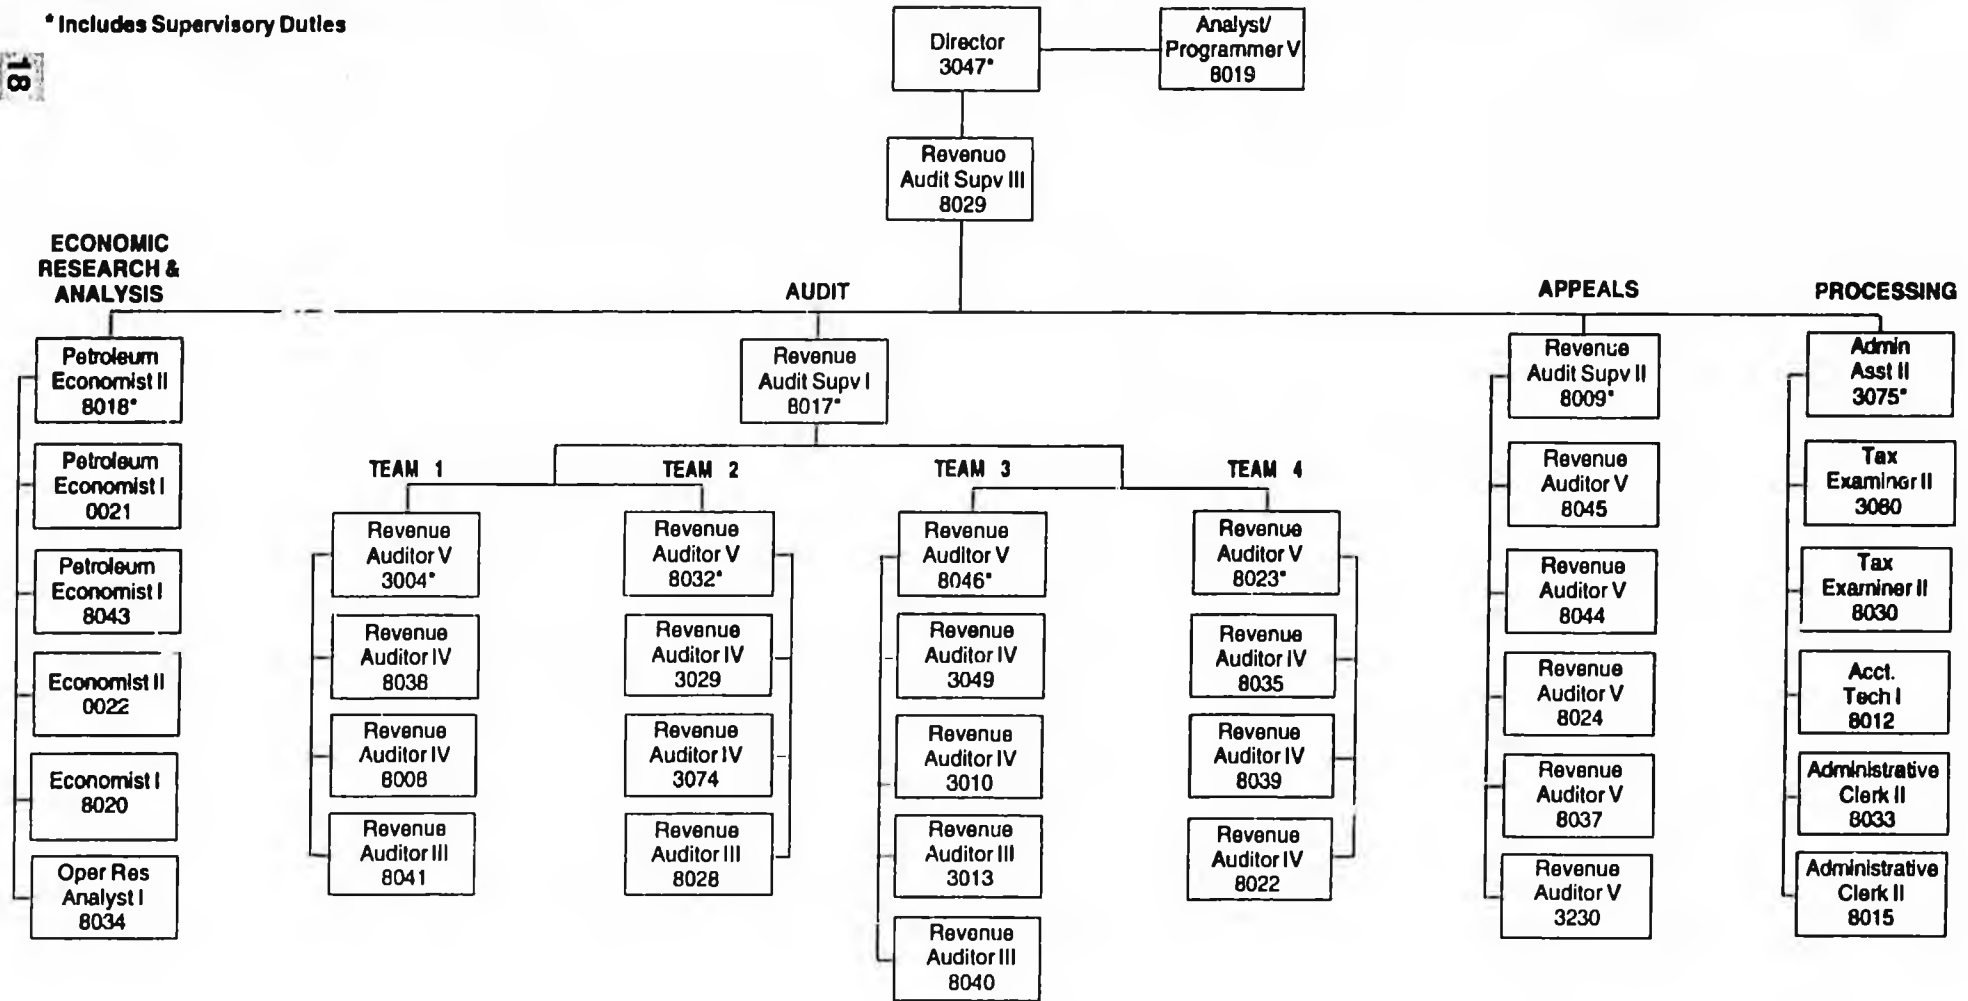 * Includes Supervisory Duties
18
Director
3047*
Analyst/
Programmer V
8019
Revenuo
Audit Supv III
8029
ECONOMIC
RESEARCH &
ANALYSIS
AUDIT
APPEALS
PROCESSING
Petroleum
Economist II
8018*
Petroleum
Economist I
0021
Petroleum
Economist I
8043
Economist II
0022
Economist I
8020
Oper Res
Analyst I
8034
Revenue
Audit Supv I
8017*
TEAM 1
Revenue
Auditor V
3004*
Revenue
Auditor IV
8038
Revenue
Auditor IV
8008
Revenue
Auditor III
8041
TEAM 2
Revenue
Auditor V
8032*
Revenue
Auditor IV
3029
Revenue
Auditor IV
3074
Revenue
Auditor III
8028
TEAM 3
Revenue
Auditor V
8046*
Revenue
Auditor IV
3049
Revenue
Auditor IV
3010
Revenue
Auditor III
3013
Revenue
Auditor III
8040
TEAM 4
Revenue
Auditor V
8023*
Revenue
Auditor IV
8035
Revenue
Auditor IV
8039
Revenue
Auditor IV
8022
Revenue
Audit Supv II
8009*
Revenue
Auditor V
8045
Revenue
Auditor V
8044
Revenue
Auditor V
8024
Revenue
Auditor V
8037
Revenue
Auditor V
3230
Admin
Asst II
3075*
Tax
Examiner II
3080
Tax
Examiner II
8030
Acct.
Tech I
8012
Administrative
Clerk II
8033
Administrative
Clerk II
8015